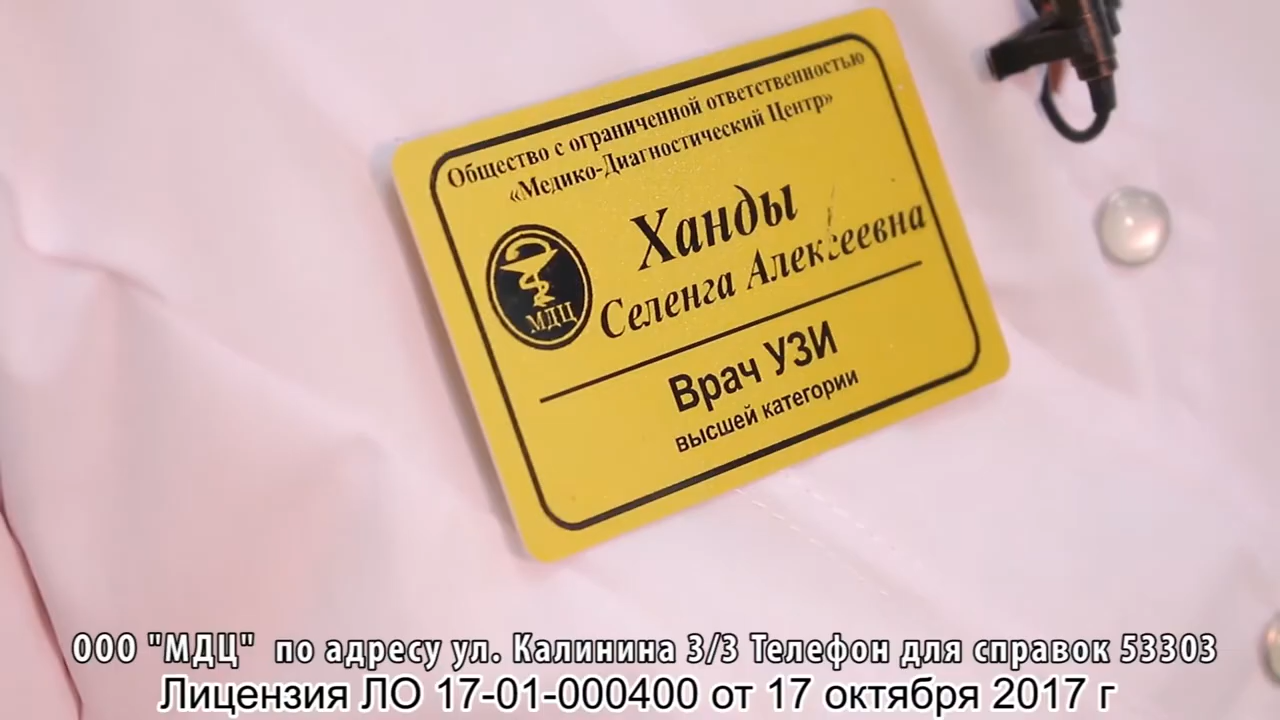 Общество с ограниченной ответственностью
«Медико-Диагностический Центр»
Ханды
Селенга Алексеевна
МДЦ
Врач УЗИ
высшей категории
ООО "МДЦ" по адресу ул. Калинина 3/3 Телефон для справок 53303
Лицензия ЛО 17-01-000400 от 17 октября 2017 г